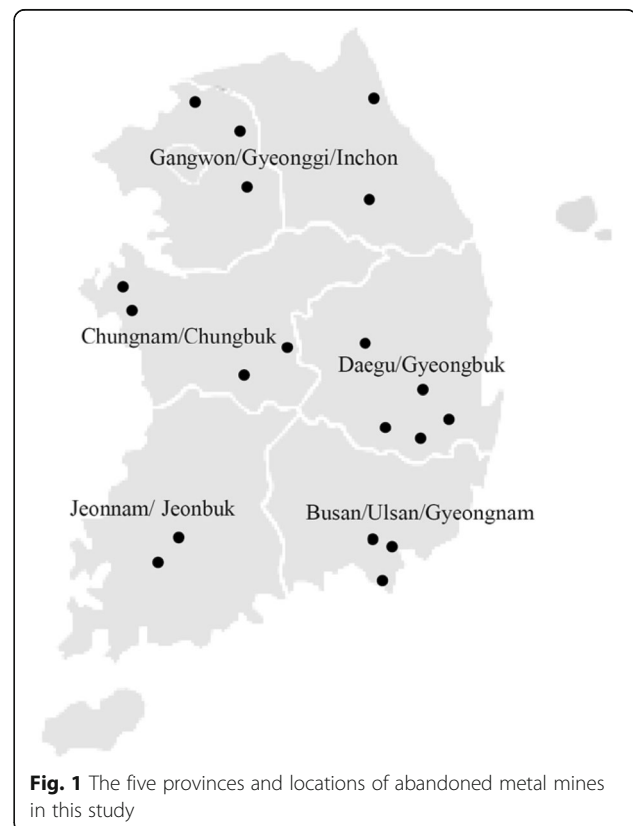 Gangwon/Gyeonggi/Inchon
Chungnam/Chungbuk
Daegu/Gyeongbuk
Jeonnam/ Jeonbuk
Busan/Ulsan/Gyeongnam
Fig. 1 The five provinces and locations of abandoned metal mines
in this study